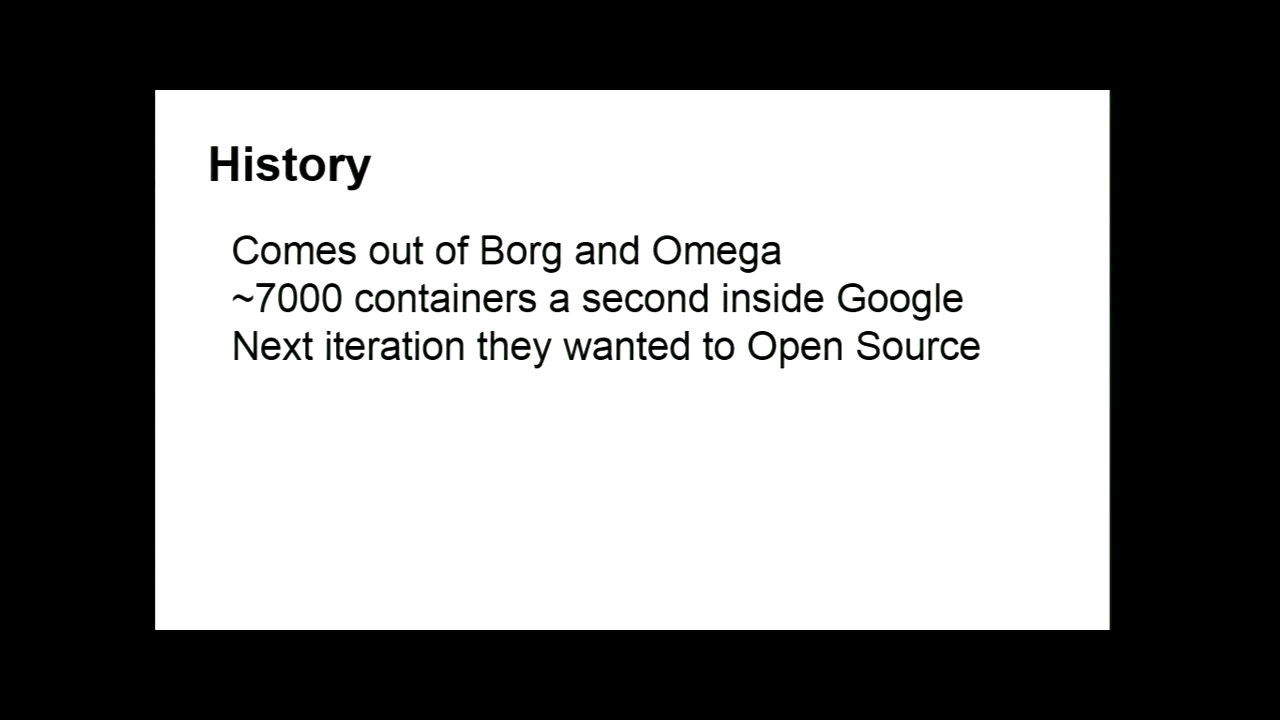 History
Comes out of Borg and Omega
~7000 containers a second inside Google
Next iteration they wanted to Open Source